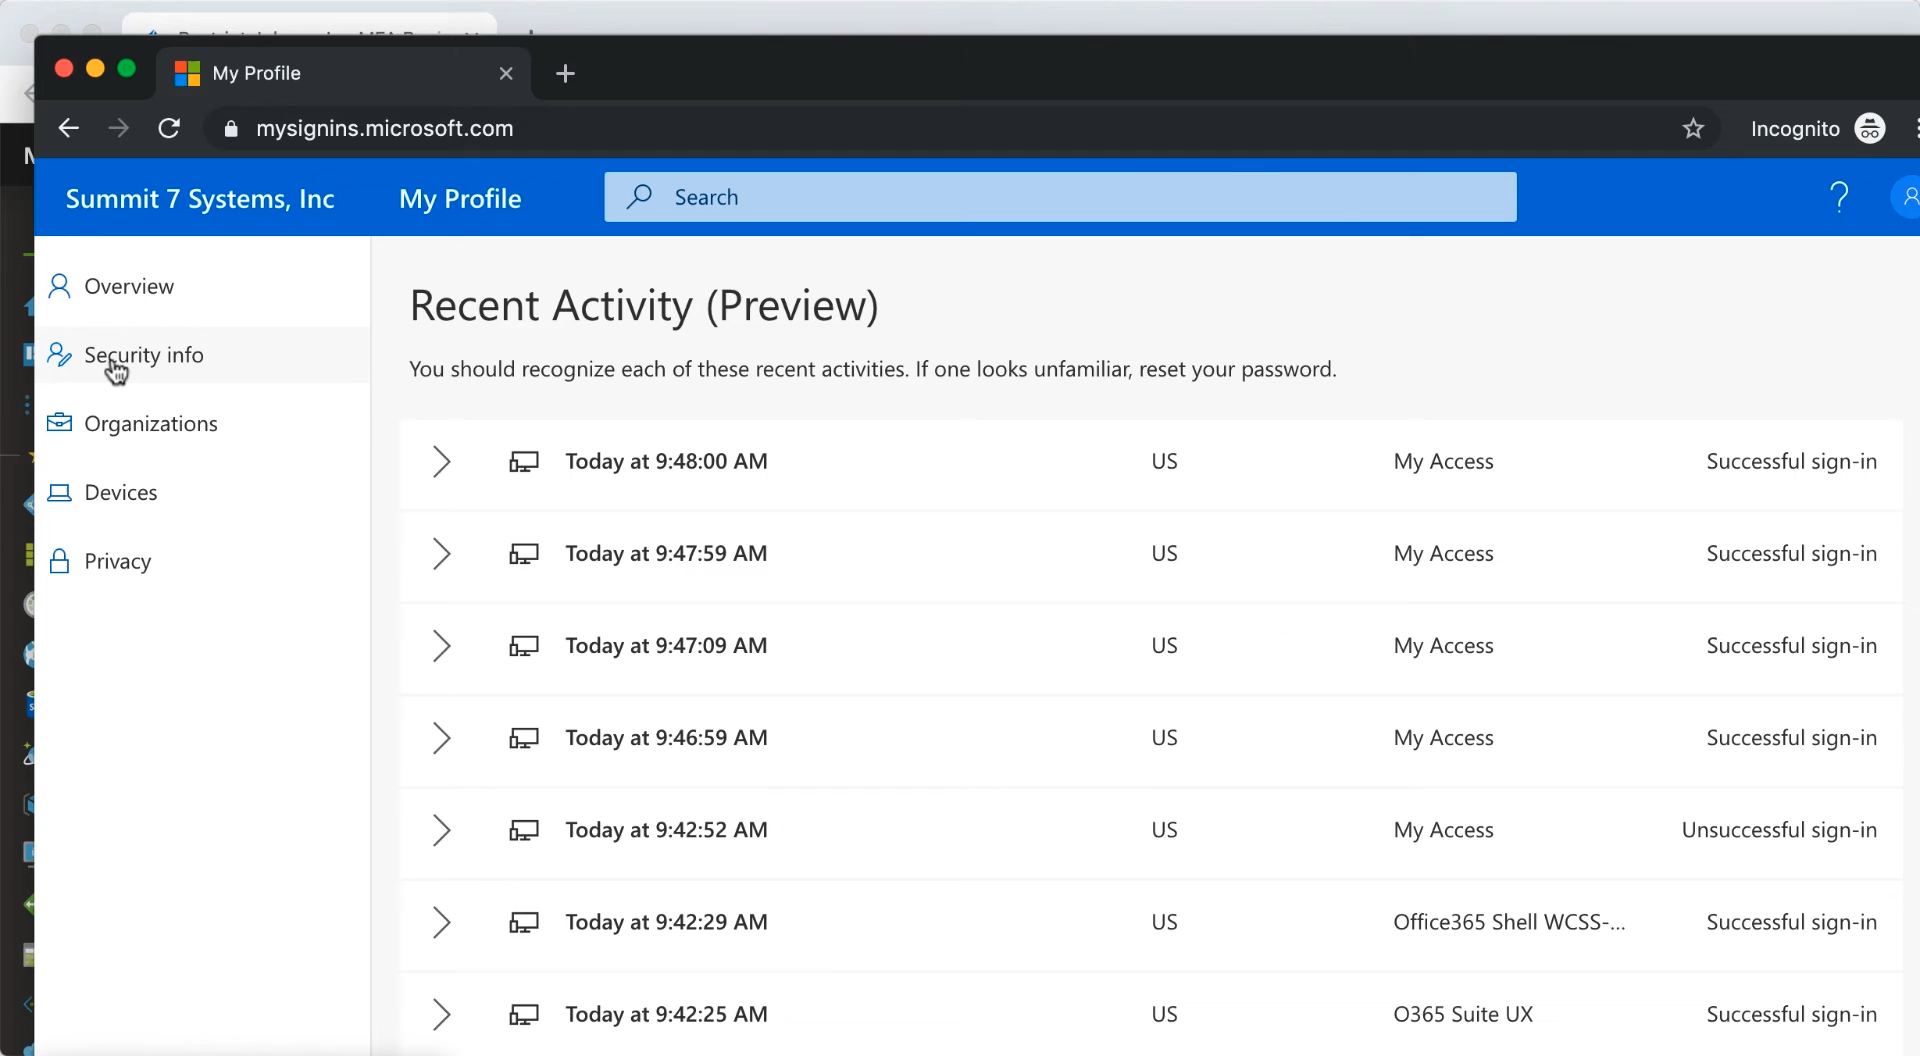 My Profile
mysignins.microsoft.com
Incognito
Summit 7 Systems, Inc
My Profile
Search
Overview
Security info
Organizations
Devices
Privacy
Recent Activity (Preview)
You should recognize each of these recent activities. If one looks unfamiliar, reset your password.
Today at 9:48:00 AM US My Access Successful sign-in
Today at 9:47:59 AM US My Access Successful sign-in
Today at 9:47:09 AM US My Access Successful sign-in
Today at 9:46:59 AM US My Access Successful sign-in
Today at 9:42:52 AM US My Access Unsuccessful sign-in
Today at 9:42:29 AM US Office365 Shell WCSS-... Successful sign-in
Today at 9:42:25 AM US O365 Suite UX Successful sign-in